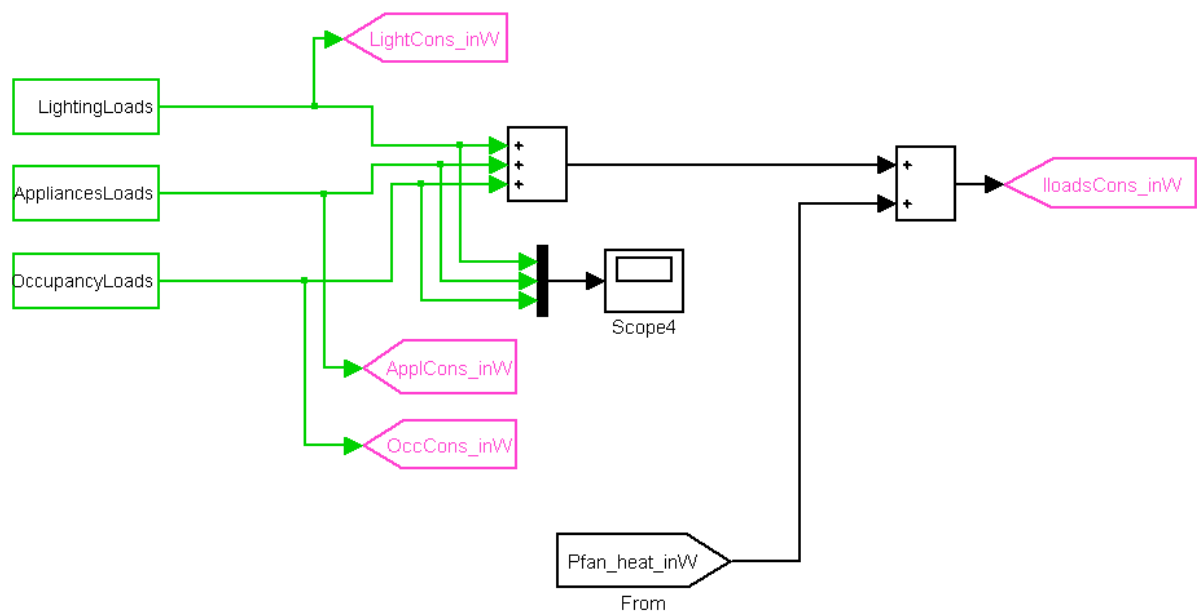 LightCons_inW
LightingLoads
+
+
+
+
+
AppliancesLoads
IloadsCons_inW
OccupancyLoads
Scope4
ApplCons_inW
OccCons_inW
Pfan_heat_inW
From